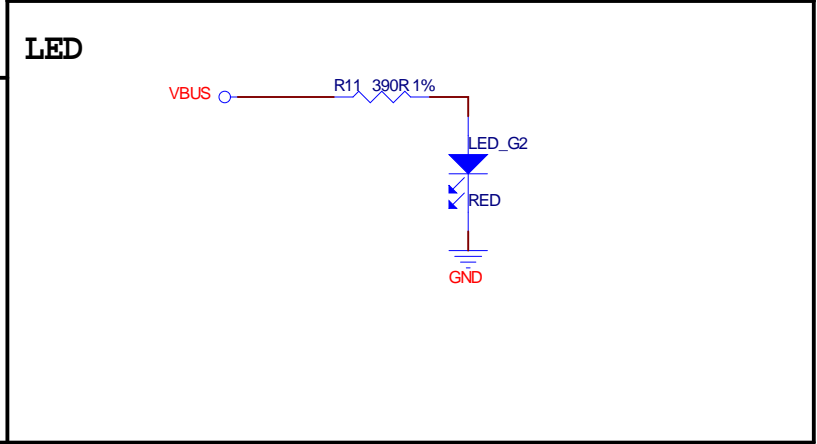 LED
VBUS
R11 390R 1%
LED_G2
RED
GND